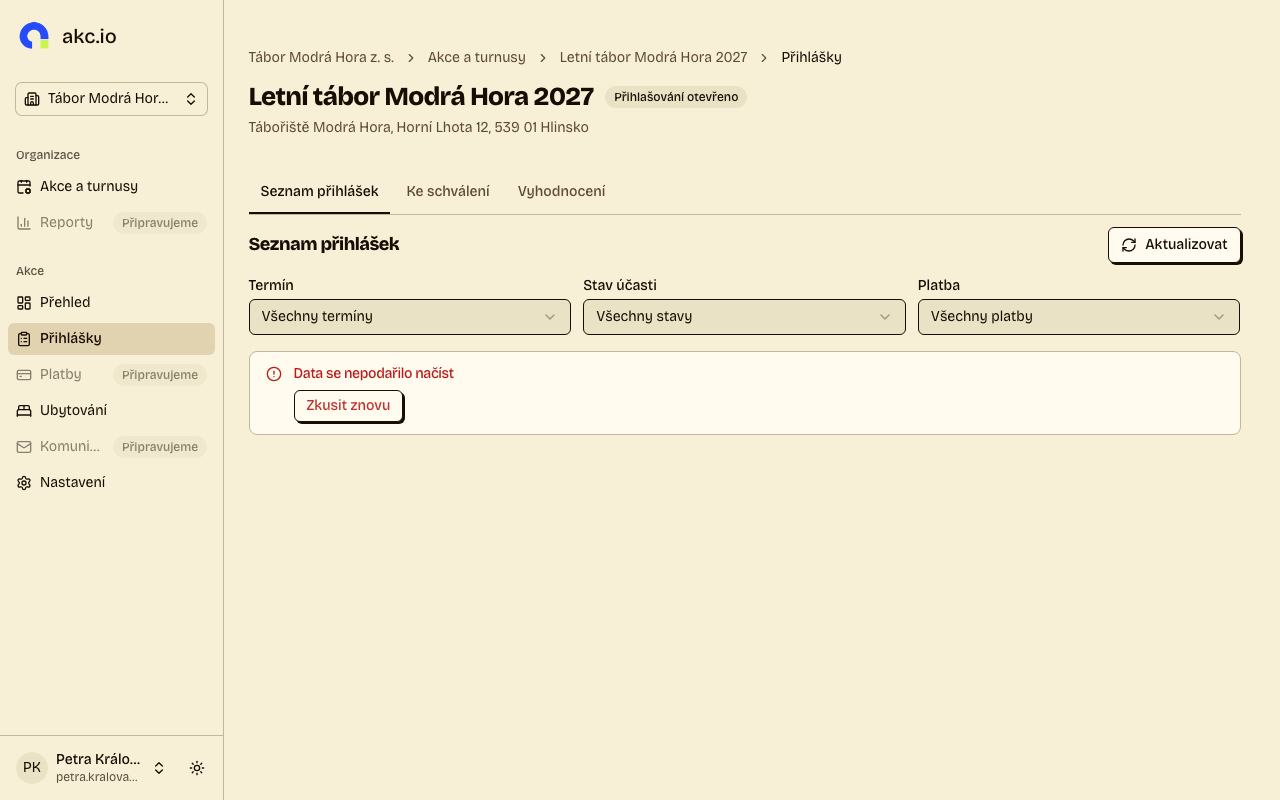 akc.io
Tábor Modrá Hor...
Organizace
Akce a turnusy
Reporty Připravujeme
Akce
Přehled
Přihlášky
Platby Připravujeme
Ubytování
Komuni... Připravujeme
Nastavení
PK
Petra Králo...
petra.kralova...
Tábor Modrá Hora z. s. > Akce a turnusy > Letní tábor Modrá Hora 2027 > Přihlášky
Letní tábor Modrá Hora 2027 Přihlašování otevřeno
Tábořiště Modrá Hora, Horní Lhota 12, 539 01 Hlinsko
Seznam přihlášek Ke schválení Vyhodnocení
Seznam přihlášek Aktualizovat
Termín Stav účasti Platba
Všechny termíny Všechny stavy Všechny platby
Data se nepodařilo načíst
Zkusit znovu